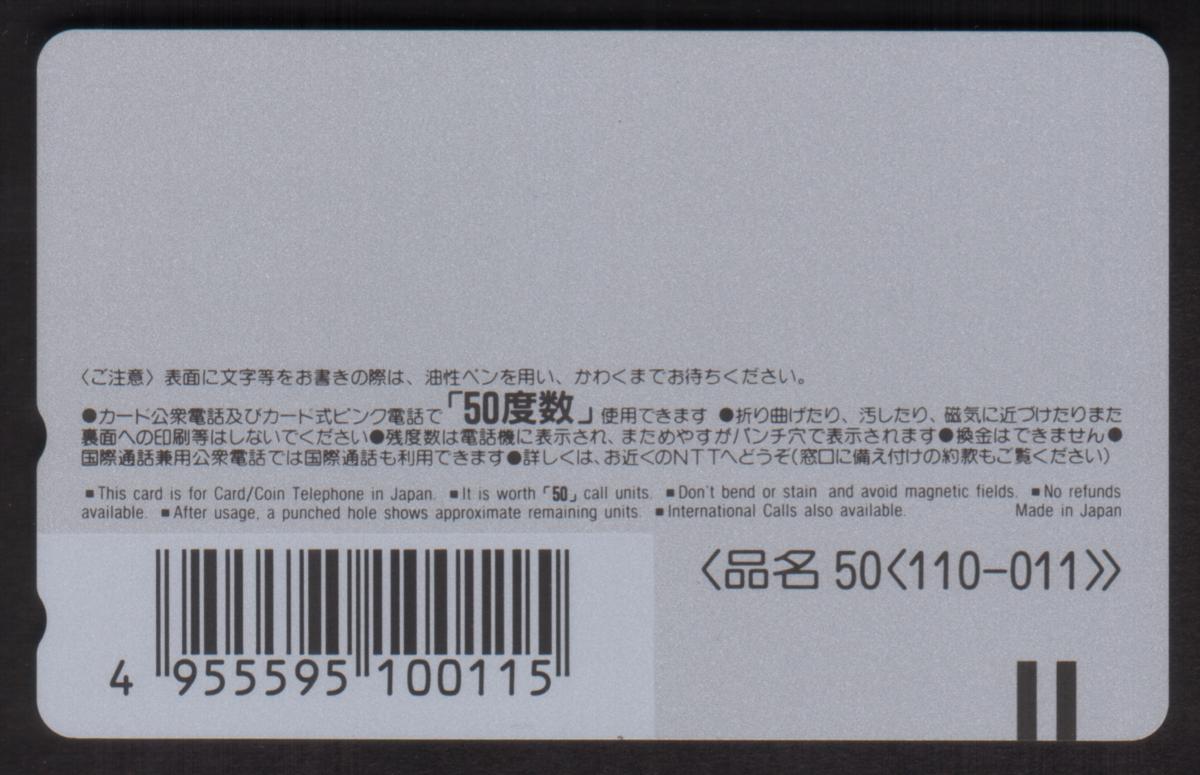 〈ご注意〉表面に文字等をお書きの際は、油性ペンを用い、かわくまでお待ちください。
●カード公衆電話及びカード式ピンク電話で「50度数」使用できます ●折り曲げたり、汚したり、磁気に近づけたりまた
裏面への印刷等はしないでください●残度数は電話機に表示され、まためやすがパンチ穴で表示されます●換金はできません●
国際通話兼用公衆電話では国際通話も利用できます●詳しくは、お近くのNTTへどうぞ(窓口に備え付けの約款もご覧ください)
■This card is for Card/Coin Telephone in Japan. ■It is worth「50」call units. ■Don't bend or stain and avoid magnetic fields. ■No refunds
available. ■After usage, a punched hole shows approximate remaining units. ■International Calls also available. Made in Japan
〈品名 50〈110-011〉〉
4 955595 100115